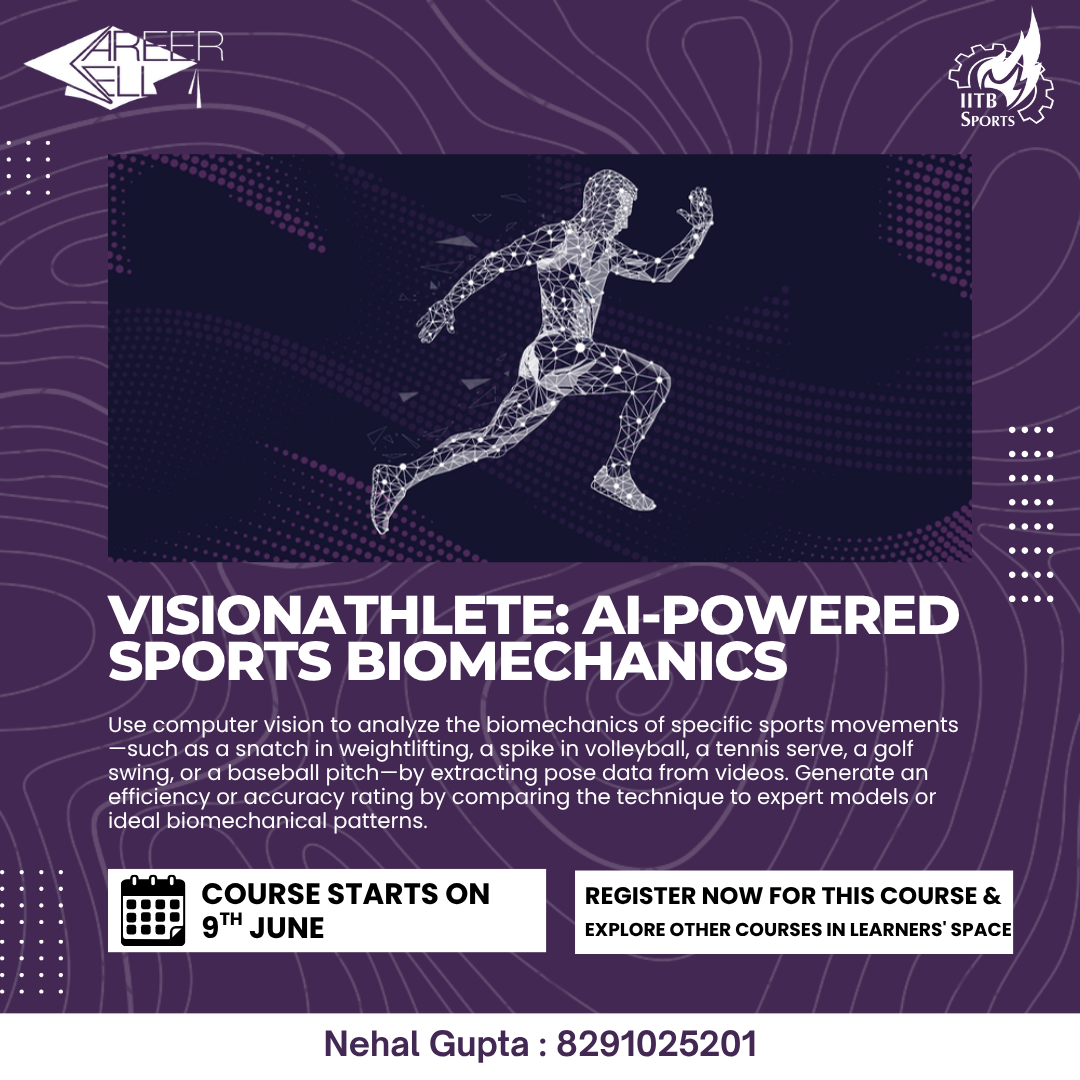 CAREER
CELL
IITB
SPORTS
VISIONATHLETE: AI-POWERED
SPORTS BIOMECHANICS
Use computer vision to analyze the biomechanics of specific sports movements
—such as a snatch in weightlifting, a spike in volleyball, a tennis serve, a golf
swing, or a baseball pitch—by extracting pose data from videos. Generate an
efficiency or accuracy rating by comparing the technique to expert models or
ideal biomechanical patterns.
COURSE STARTS ON
9TH JUNE
REGISTER NOW FOR THIS COURSE &
EXPLORE OTHER COURSES IN LEARNERS' SPACE
Nehal Gupta : 8291025201